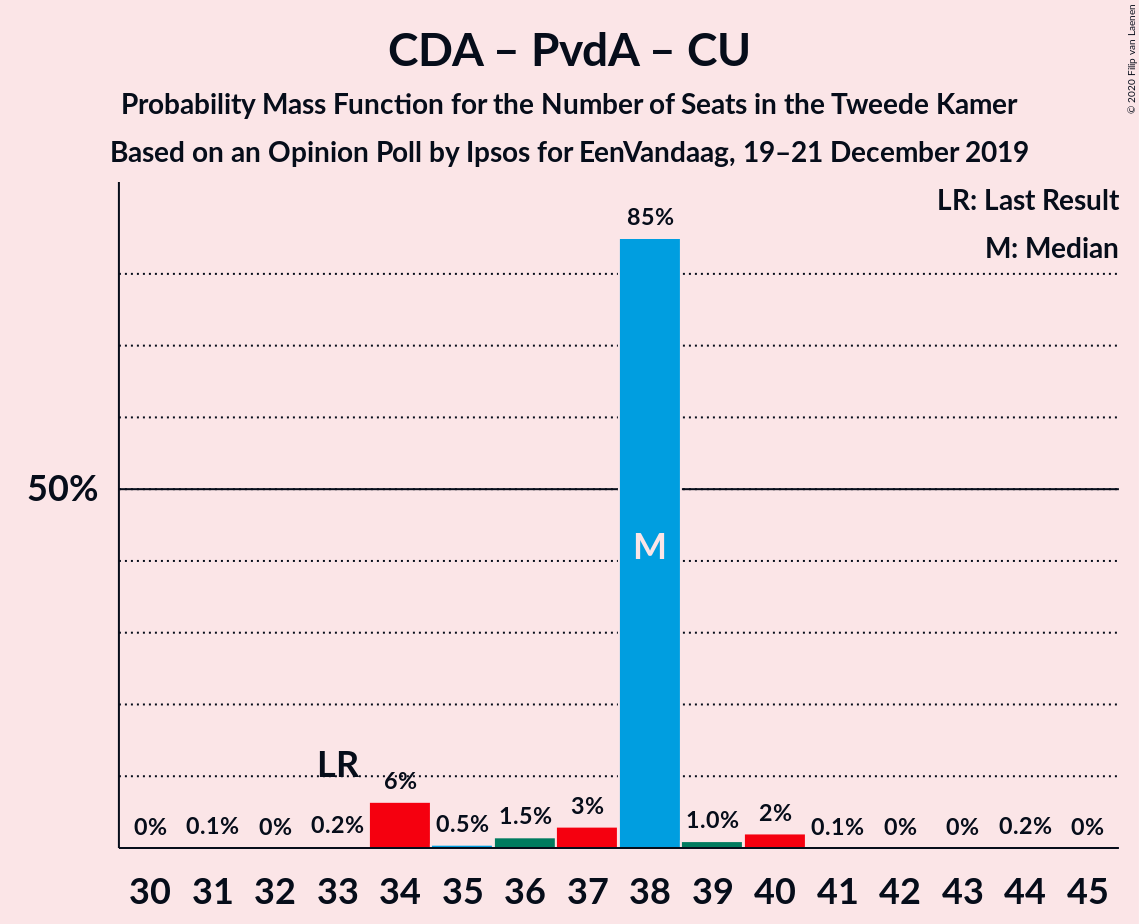 CDA – PvdA – CU
Probability Mass Function for the Number of Seats in the Tweede Kamer
Based on an Opinion Poll by Ipsos for EenVandaag, 19–21 December 2019
© 2020 Filip van Laenen
LR: Last Result
M: Median
85%
50%
M
LR
0% 0.1% 0% 0.2% 6% 0.5% 1.5% 3% 1.0% 2% 0.1% 0% 0% 0.2% 0%
30 31 32 33 34 35 36 37 38 39 40 41 42 43 44 45